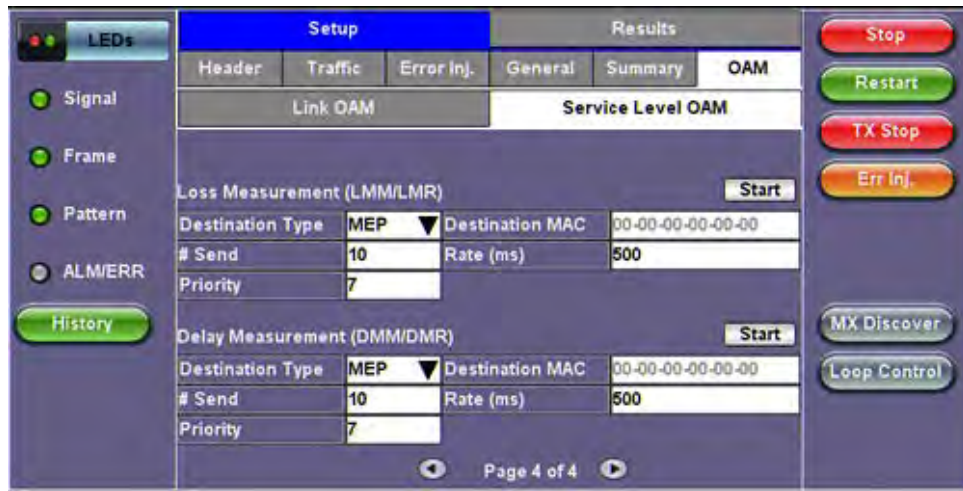 LEDs
Setup
Results
Stop
Header
Traffic
Error Inj.
General
Summary
OAM
Restart
Signal
Link OAM
Service Level OAM
TX Stop
Frame
Err Inj.
Loss Measurement (LMM/LMR)
Start
Pattern
Destination Type
MEP
Destination MAC
00-00-00-00-00-00
# Send
10
Rate (ms)
500
ALM/ERR
Priority
7
History
MX Discover
Delay Measurement (DMM/DMR)
Start
Destination Type
MEP
Destination MAC
00-00-00-00-00-00
Loop Control
# Send
10
Rate (ms)
500
Priority
7
Page 4 of 4